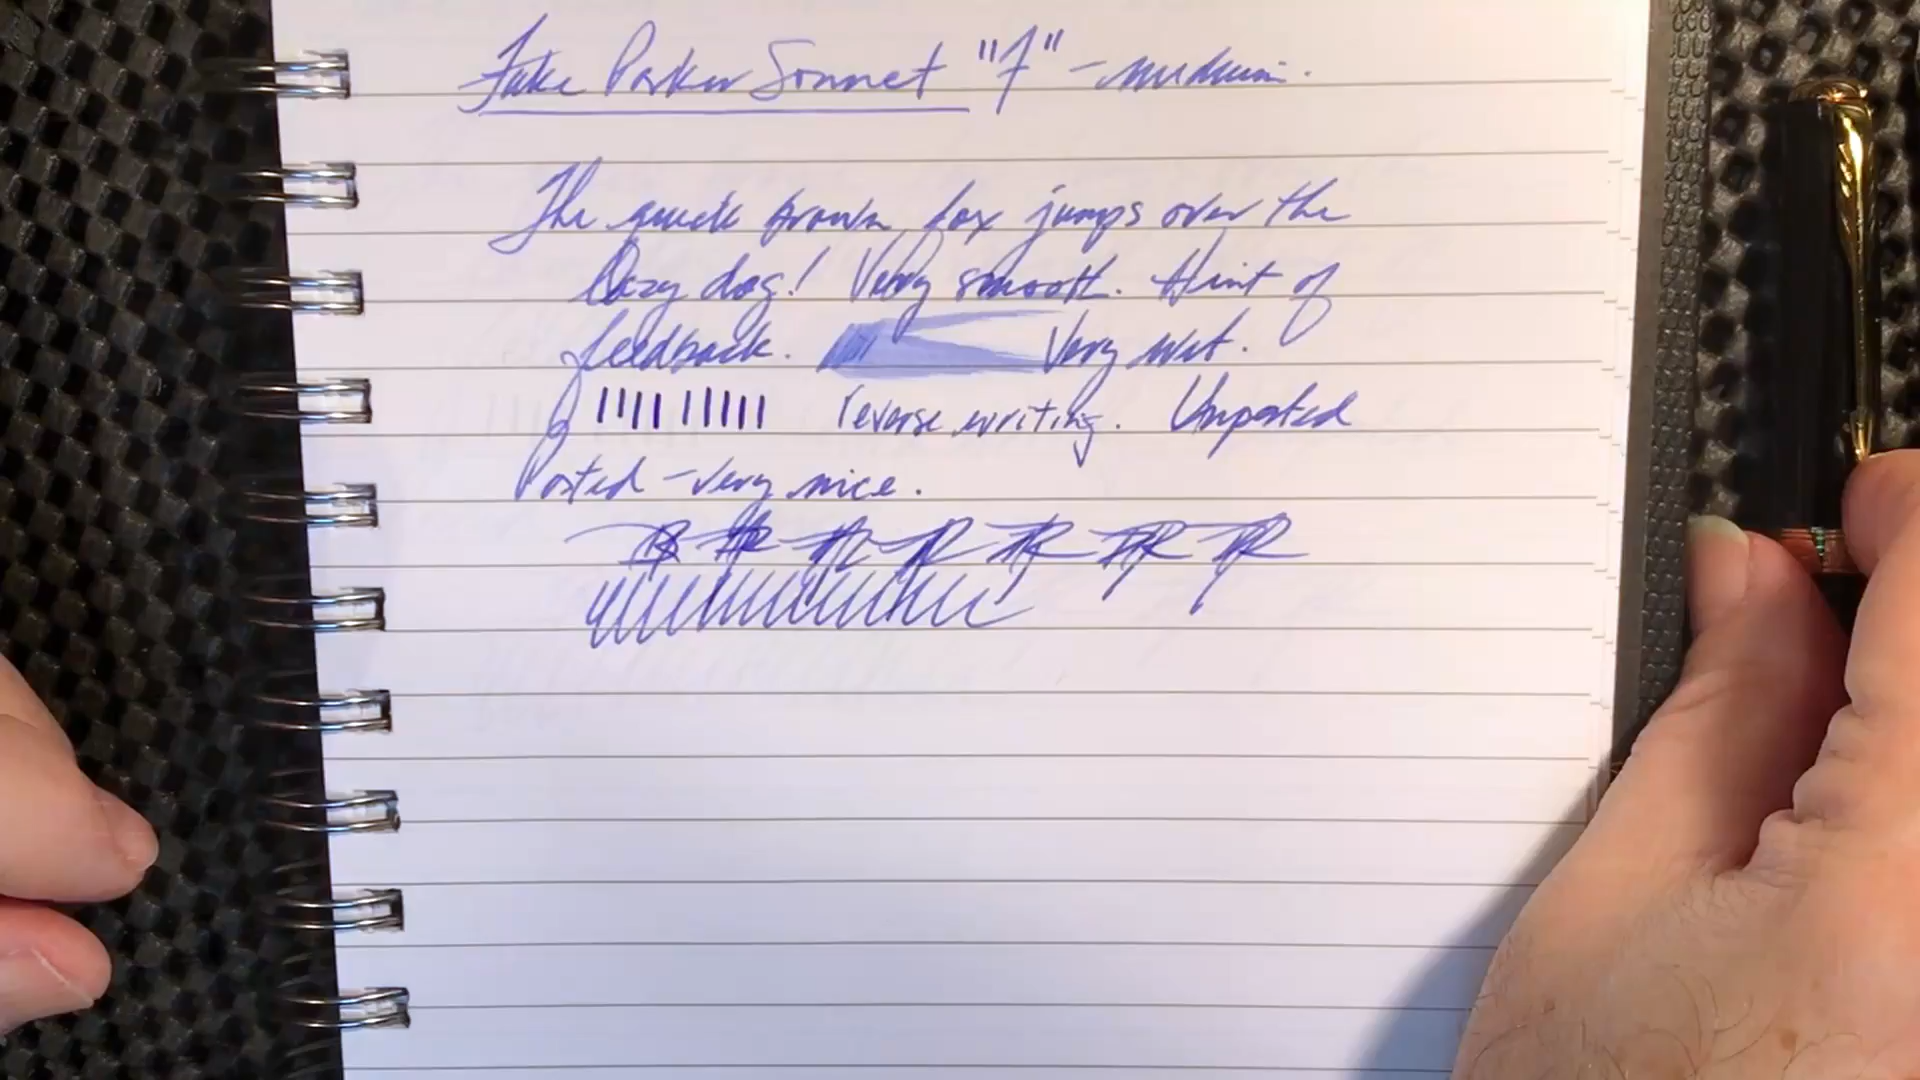 Fake Parker Sonnet "F" - medium.
The quick brown fox jumps over the
lazy dog! Very smooth. Hint of
feedback. Very wet.
reverse writing. Unposted
Posted - very nice.